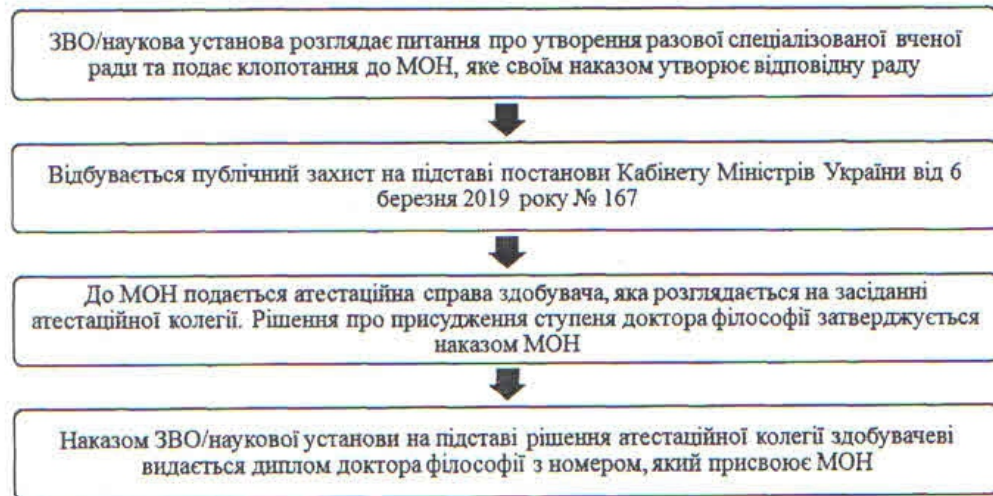 ЗВО/наукова установа розглядає питання про утворення разової спеціалізованої вченої
ради та подає клопотання до МОН, яке своїм наказом утворює відповідну раду
Відбувається публічний захист на підставі постанови Кабінету Міністрів України від 6
березня 2019 року № 167
До МОН подається атестаційна справа здобувача, яка розглядається на засіданні
атестаційної колегії. Рішення про присудження ступеня доктора філософії затверджується
наказом МОН
Наказом ЗВО/наукової установи на підставі рішення атестаційної колегії здобувачеві
видається диплом доктора філософії з номером, який присвоює МОН